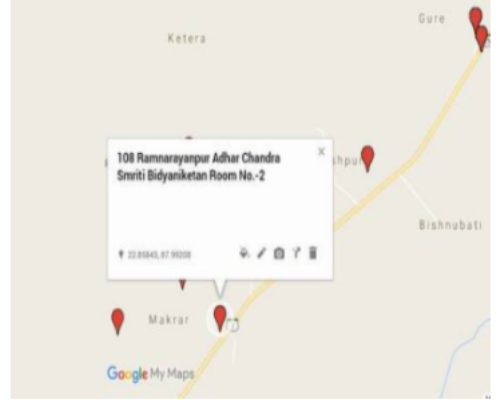 Gure
Ketera
108 Ramnarayanpur Adhar Chandra
Smriti Bidyaniketan Room No.-2
x
hpu
Bishnubati
22.85843, 87.99208
Makrar
Google My Maps